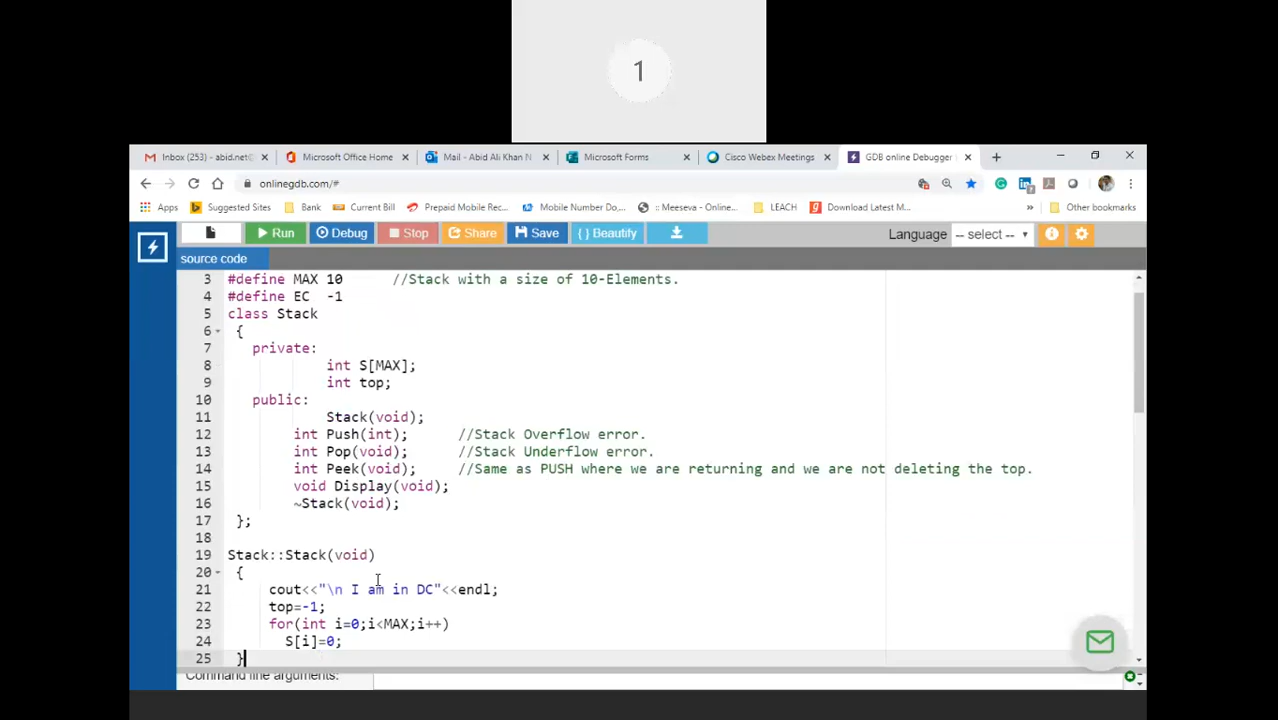 1
Inbox (253) - abid.net@
Microsoft Office Home
Mail - Abid Ali Khan N
Microsoft Forms
Cisco Webex Meetings
GDB online Debugger
onlinegdb.com/#
Apps
Suggested Sites
Bank
Current Bill
Prepaid Mobile Rec...
Mobile Number Do,...
:: Meeseva - Online...
LEACH
Download Latest M...
»
Other bookmarks
Run
Debug
Stop
Share
Save
{ } Beautify
Language
-- select --
source code
3 #define MAX 10 //Stack with a size of 10-Elements.
4 #define EC -1
5 class Stack
6 {
7 private:
8 int S[MAX];
9 int top;
10 public:
11 Stack(void);
12 int Push(int); //Stack Overflow error.
13 int Pop(void); //Stack Underflow error.
14 int Peek(void); //Same as PUSH where we are returning and we are not deleting the top.
15 void Display(void);
16 ~Stack(void);
17 };
18
19 Stack::Stack(void)
20 {
21 cout<<"\n I am in DC"<<endl;
22 top=-1;
23 for(int i=0;i<MAX;i++)
24 S[i]=0;
25 }
Command line arguments: